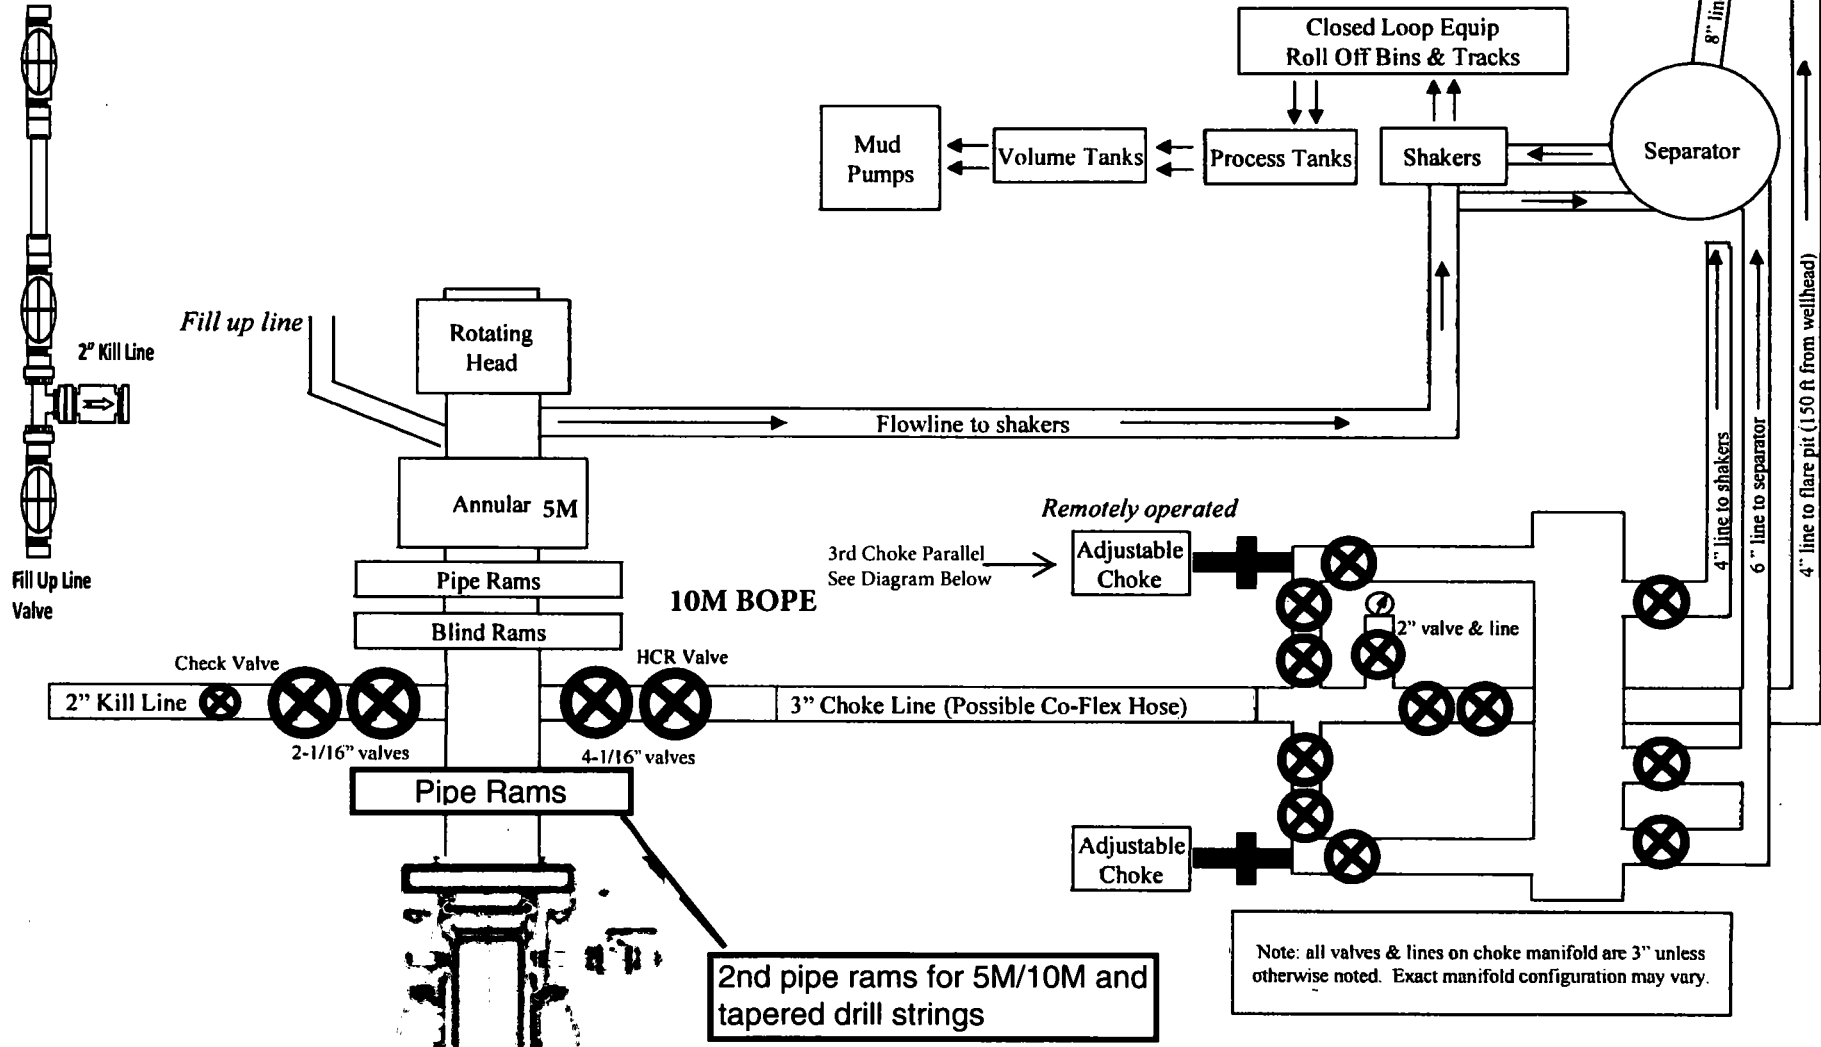 Closed Loop Equip
Roll Off Bins & Tracks
8" lin
Mud
Pumps
Volume Tanks
Process Tanks
Shakers
Separator
Fill up line
Rotating
Head
2" Kill Line
Flowline to shakers
4" line to shakers
6" line to separator
4" line to flare pit (150 ft from wellhead)
Annular 5M
Remotely operated
3rd Choke Parallel
See Diagram Below
Adjustable
Choke
Fill Up Line
Valve
Pipe Rams
10M BOPE
Blind Rams
2" valve & line
Check Valve
HCR Valve
2" Kill Line
3" Choke Line (Possible Co-Flex Hose)
2-1/16" valves
4-1/16" valves
Pipe Rams
Adjustable
Choke
2nd pipe rams for 5M/10M and
tapered drill strings
Note: all valves & lines on choke manifold are 3" unless
otherwise noted. Exact manifold configuration may vary.